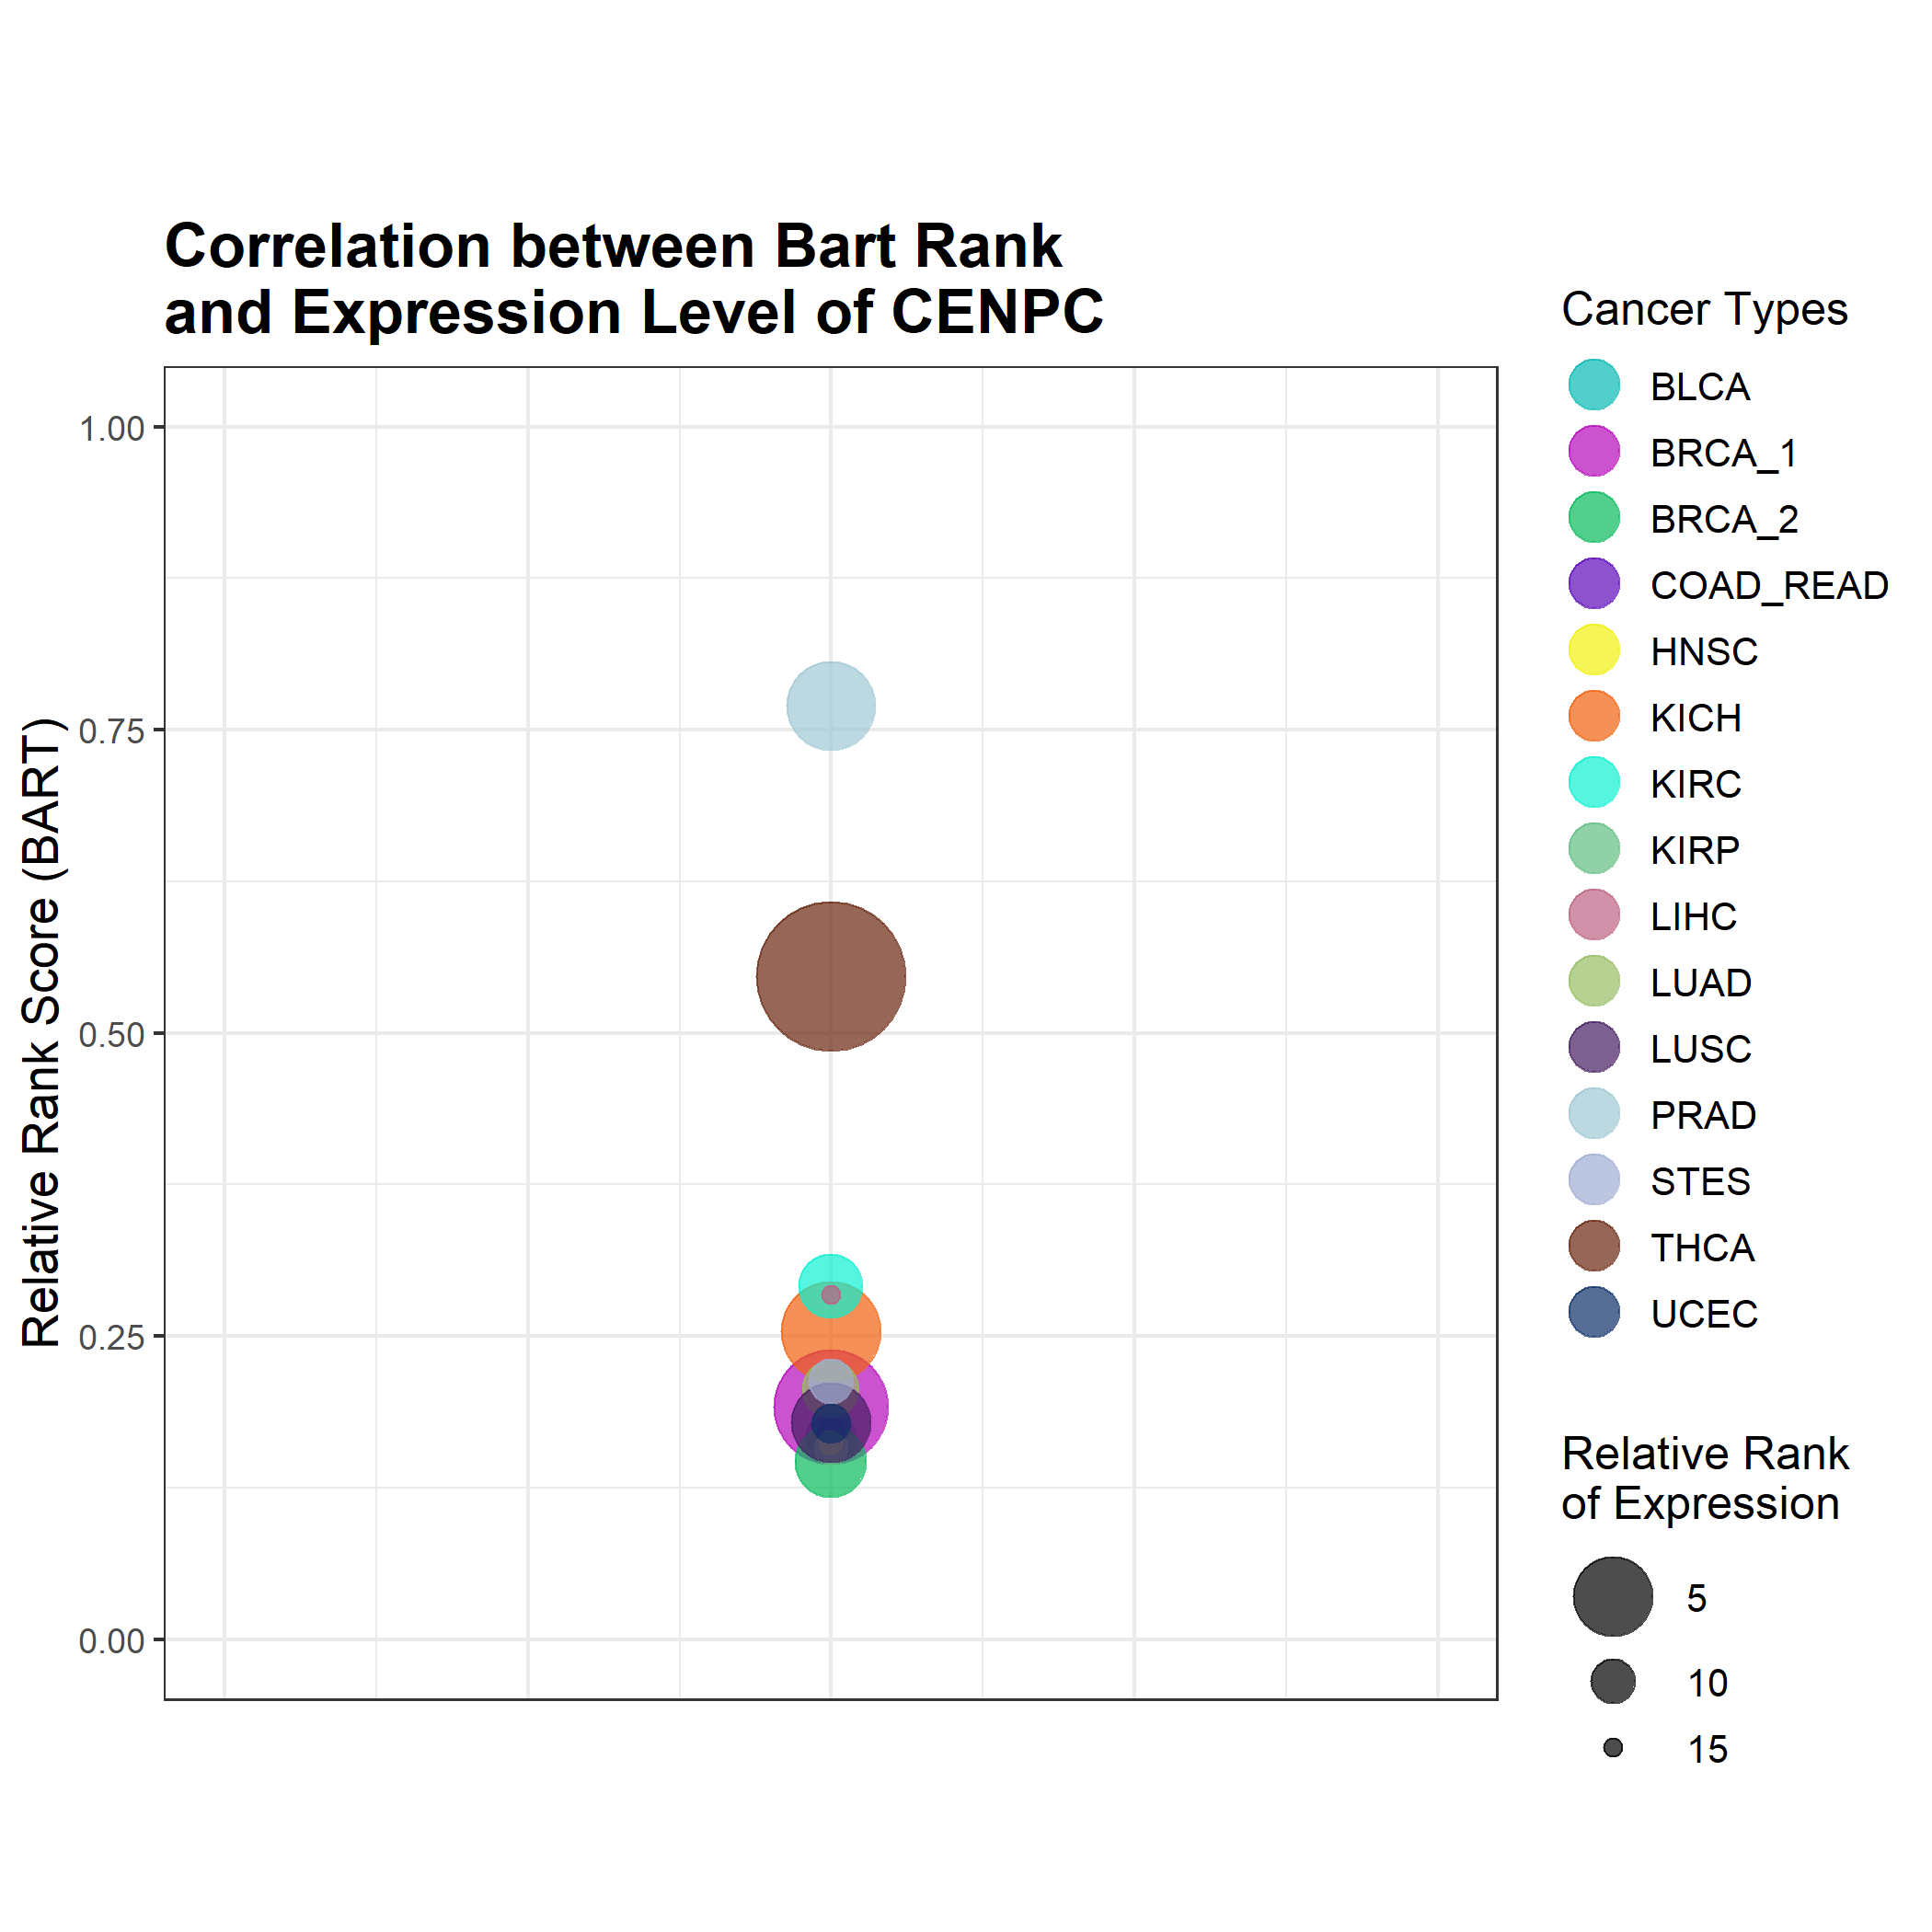 Correlation between Bart Rank
and Expression Level of CENPC
Relative Rank Score (BART)
1.00
0.75
0.50
0.25
0.00
Cancer Types
BLCA
BRCA_1
BRCA_2
COAD_READ
HNSC
KICH
KIRC
KIRP
LIHC
LUAD
LUSC
PRAD
STES
THCA
UCEC
Relative Rank
of Expression
5
10
15